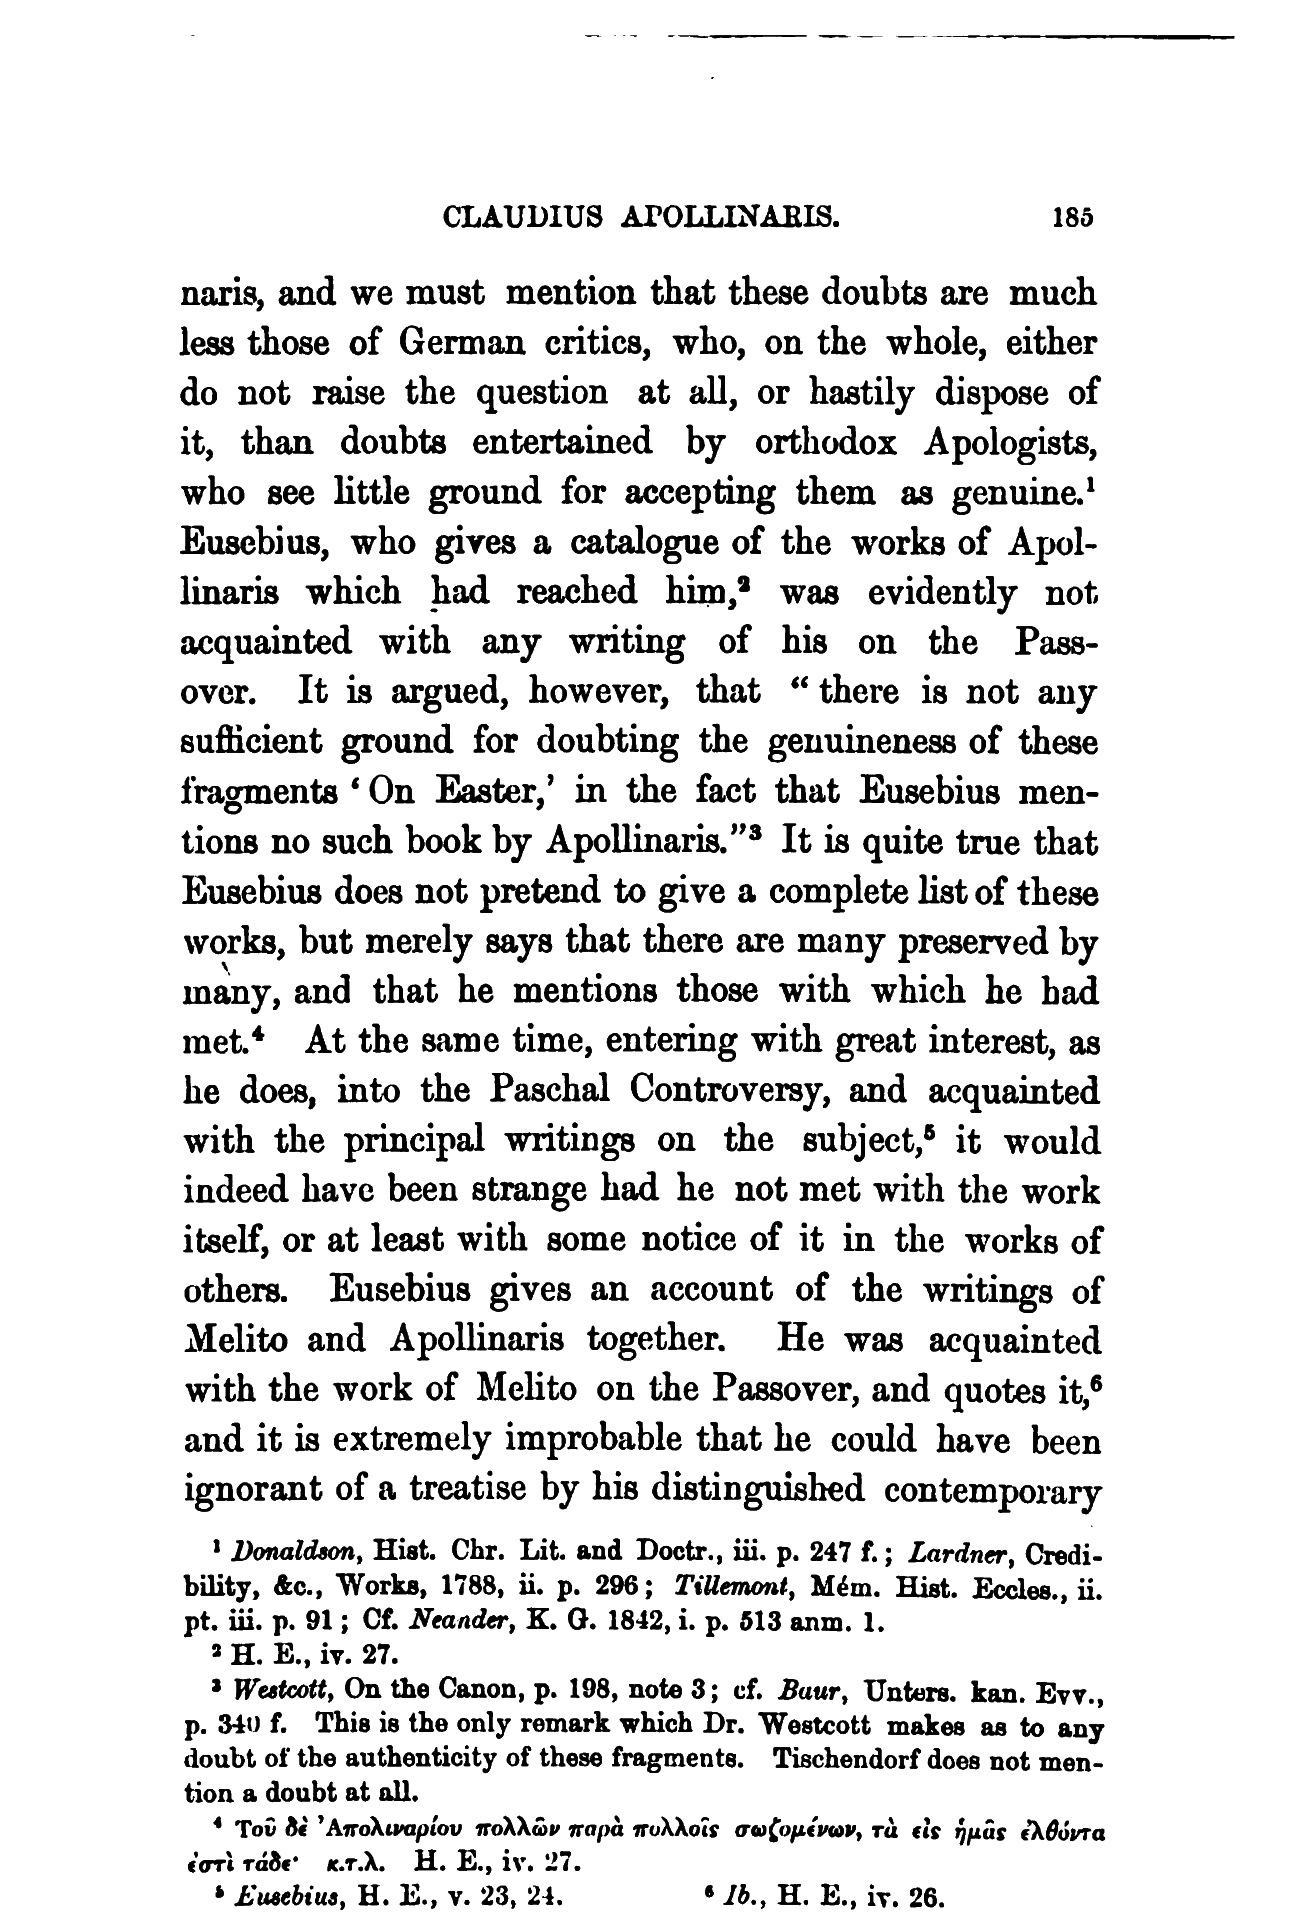 CLAUDIUS APOLLINARIS. 185
naris, and we must mention that these doubts are much
less those of German critics, who, on the whole, either
do not raise the question at all, or hastily dispose of
it, than doubts entertained by orthodox Apologists,
who see little ground for accepting them as genuine.¹
Eusebius, who gives a catalogue of the works of Apol-
linaris which had reached him,² was evidently not
acquainted with any writing of his on the Pass-
over. It is argued, however, that “there is not any
sufficient ground for doubting the genuineness of these
fragments ‘On Easter,’ in the fact that Eusebius men-
tions no such book by Apollinaris.”³ It is quite true that
Eusebius does not pretend to give a complete list of these
works, but merely says that there are many preserved by
many, and that he mentions those with which he had
met.⁴ At the same time, entering with great interest, as
he does, into the Paschal Controversy, and acquainted
with the principal writings on the subject,⁵ it would
indeed have been strange had he not met with the work
itself, or at least with some notice of it in the works of
others. Eusebius gives an account of the writings of
Melito and Apollinaris together. He was acquainted
with the work of Melito on the Passover, and quotes it,⁶
and it is extremely improbable that he could have been
ignorant of a treatise by his distinguished contemporary
¹ Donaldson, Hist. Chr. Lit. and Doctr., iii. p. 247 f.; Lardner, Credi-
bility, &c., Works, 1788, ii. p. 296; Tillemont, Mém. Hist. Eccles., ii.
pt. iii. p. 91; Cf. Neander, K. G. 1842, i. p. 513 anm. 1.
² H. E., iv. 27.
³ Westcott, On the Canon, p. 198, note 3; cf. Baur, Unters. kan. Evv.,
p. 340 f. This is the only remark which Dr. Westcott makes as to any
doubt of the authenticity of these fragments. Tischendorf does not men-
tion a doubt at all.
⁴ Τοῦ δὲ Ἀπολιναρίου πολλῶν παρὰ πολλοῖς σωζομένων, τὰ εἰς ἡμᾶς ἐλθόντα
ἐστὶ τάδε· κ.τ.λ. H. E., iv. 27.
⁵ Eusebius, H. E., v. 23, 24. ⁶ Ib., H. E., iv. 26.